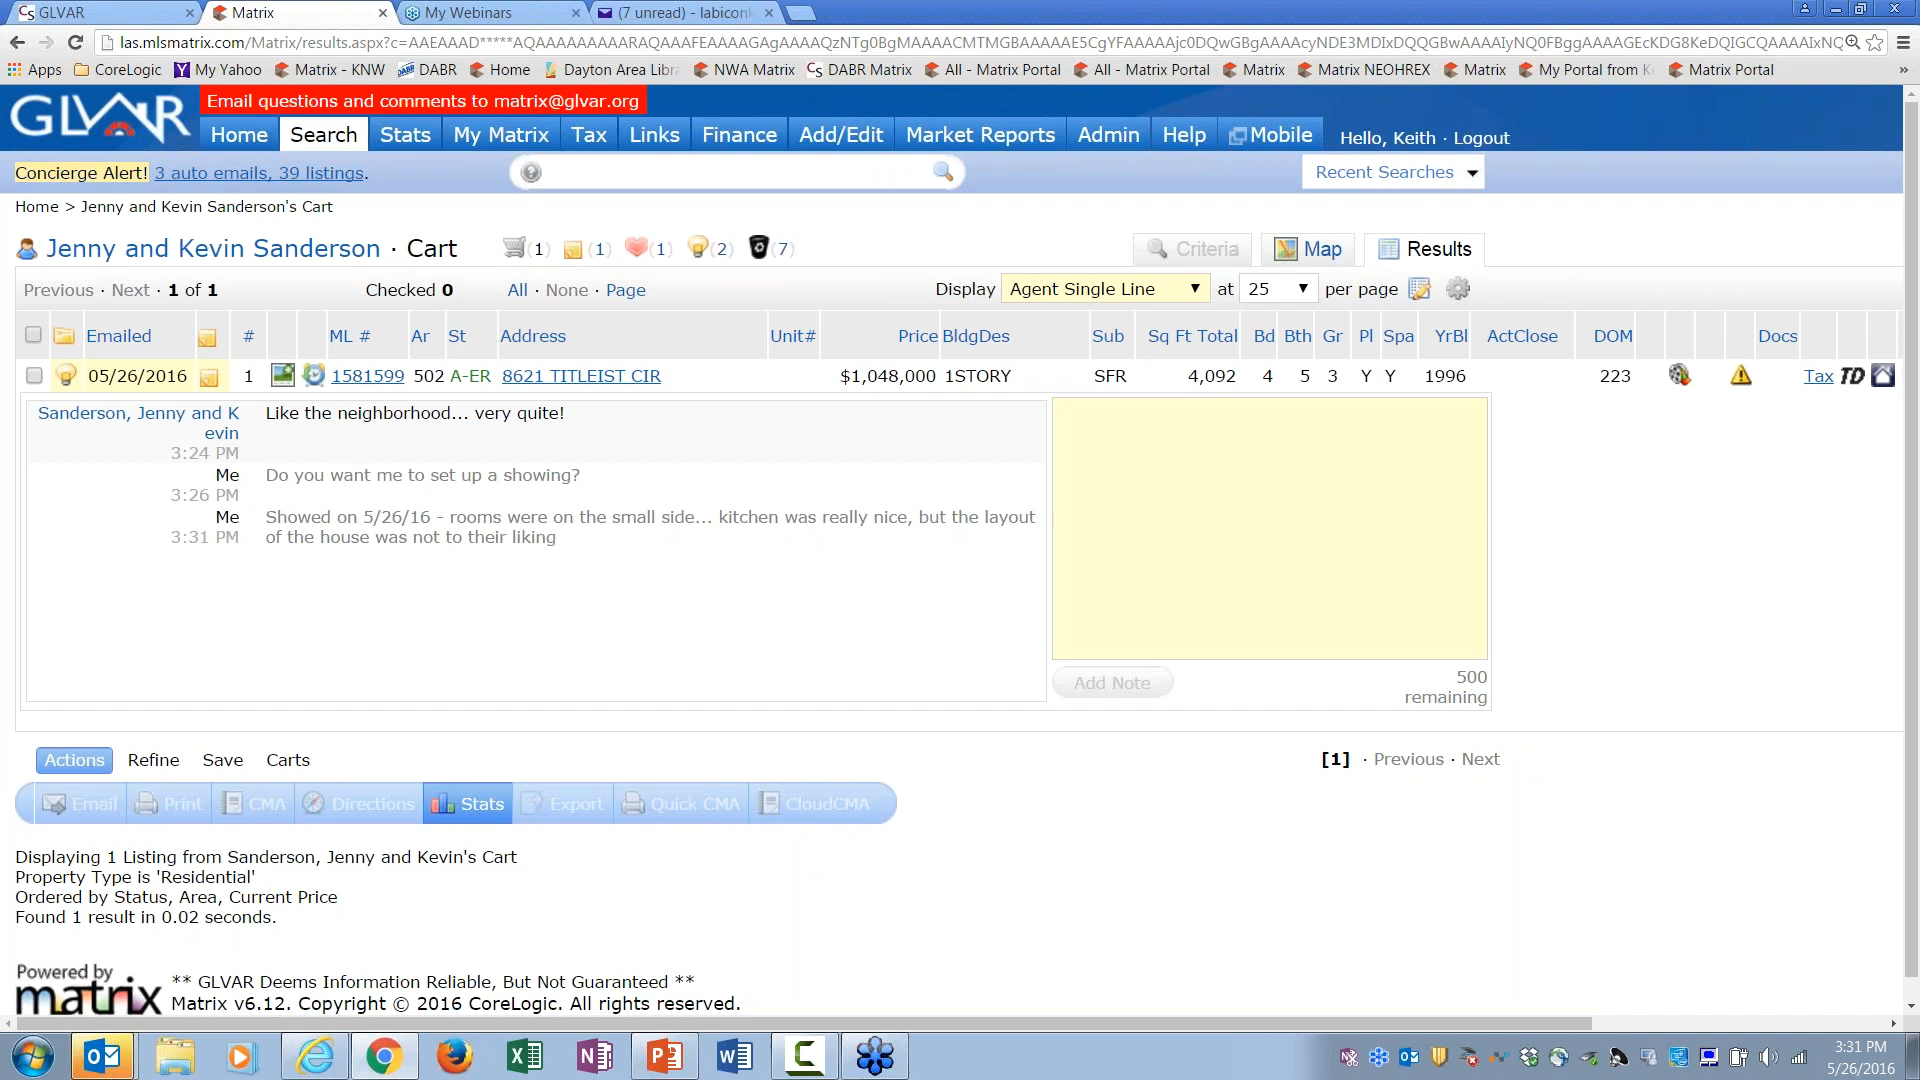 GLVAR
Matrix
My Webinars
(7 unread) - labiconk
las.mlsmatrix.com/Matrix/results.aspx?c=AAEAAAD*****AQAAAAAAAAARAQAAAFEAAAAGAgAAAAQzNTg0BgMAAAACMTMGBAAAAAE5CgYFAAAAAjc0DQwGBgAAAAcyNDE3MDIxDQQGBwAAAAIyNQ0FBggAAAAGEcKDG8KeDQIGCQAAAAIxNQ
Apps
CoreLogic
My Yahoo
Matrix - KNW
DABR
Home
Dayton Area Libra
NWA Matrix
DABR Matrix
All - Matrix Portal
All - Matrix Portal
Matrix
Matrix NEOHREX
Matrix
My Portal from
Matrix Portal
»
GLVAR
Email questions and comments to matrix@glvar.org
Home Search Stats My Matrix Tax Links Finance Add/Edit Market Reports Admin Help Mobile
Hello, Keith · Logout
Concierge Alert! 3 auto emails, 39 listings.
Recent Searches
Home > Jenny and Kevin Sanderson's Cart
Jenny and Kevin Sanderson · Cart (1) (1) (1) (2) (7)
Criteria Map Results
Previous · Next · 1 of 1 Checked 0 All · None · Page
Display Agent Single Line at 25 per page
Emailed # ML # Ar St Address Unit# Price BldgDes Sub Sq Ft Total Bd Bth Gr Pl Spa YrBl ActClose DOM Docs
05/26/2016 1 1581599 502 A-ER 8621 TITLEIST CIR $1,048,000 1STORY SFR 4,092 4 5 3 Y Y 1996 223 Tax TD
Sanderson, Jenny and K
evin
3:24 PM
Like the neighborhood... very quite!
Me
3:26 PM
Do you want me to set up a showing?
Me
3:31 PM
Showed on 5/26/16 - rooms were on the small side... kitchen was really nice, but the layout
of the house was not to their liking
Add Note
500
remaining
Actions Refine Save Carts
[1] · Previous · Next
Email Print CMA Directions Stats Export Quick CMA CloudCMA
Displaying 1 Listing from Sanderson, Jenny and Kevin's Cart
Property Type is 'Residential'
Ordered by Status, Area, Current Price
Found 1 result in 0.02 seconds.
Powered by
matrix
** GLVAR Deems Information Reliable, But Not Guaranteed **
Matrix v6.12. Copyright © 2016 CoreLogic. All rights reserved.
3:31 PM
5/26/2016